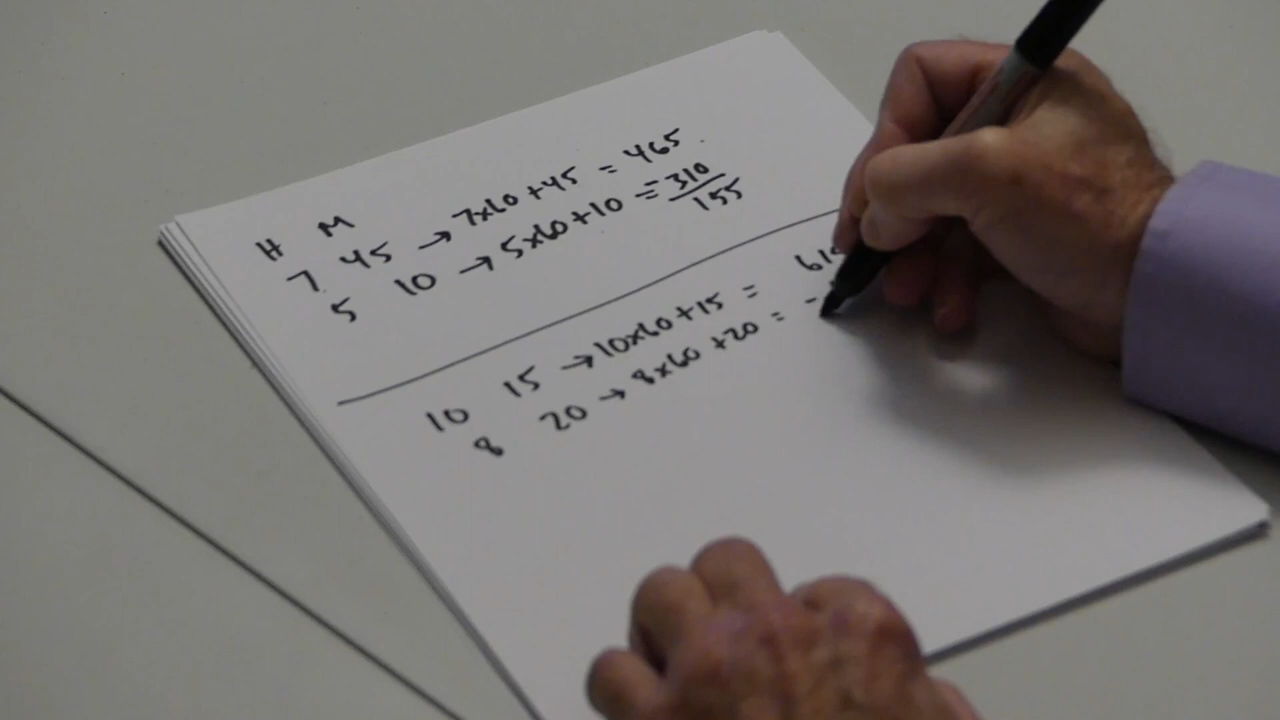 H M
7 45 → 7x60 + 45 = 465
5 10 → 5x60 + 10 = 310
155
10 15 → 10x60 + 15 = 615
8 20 → 8x60 + 20 = -